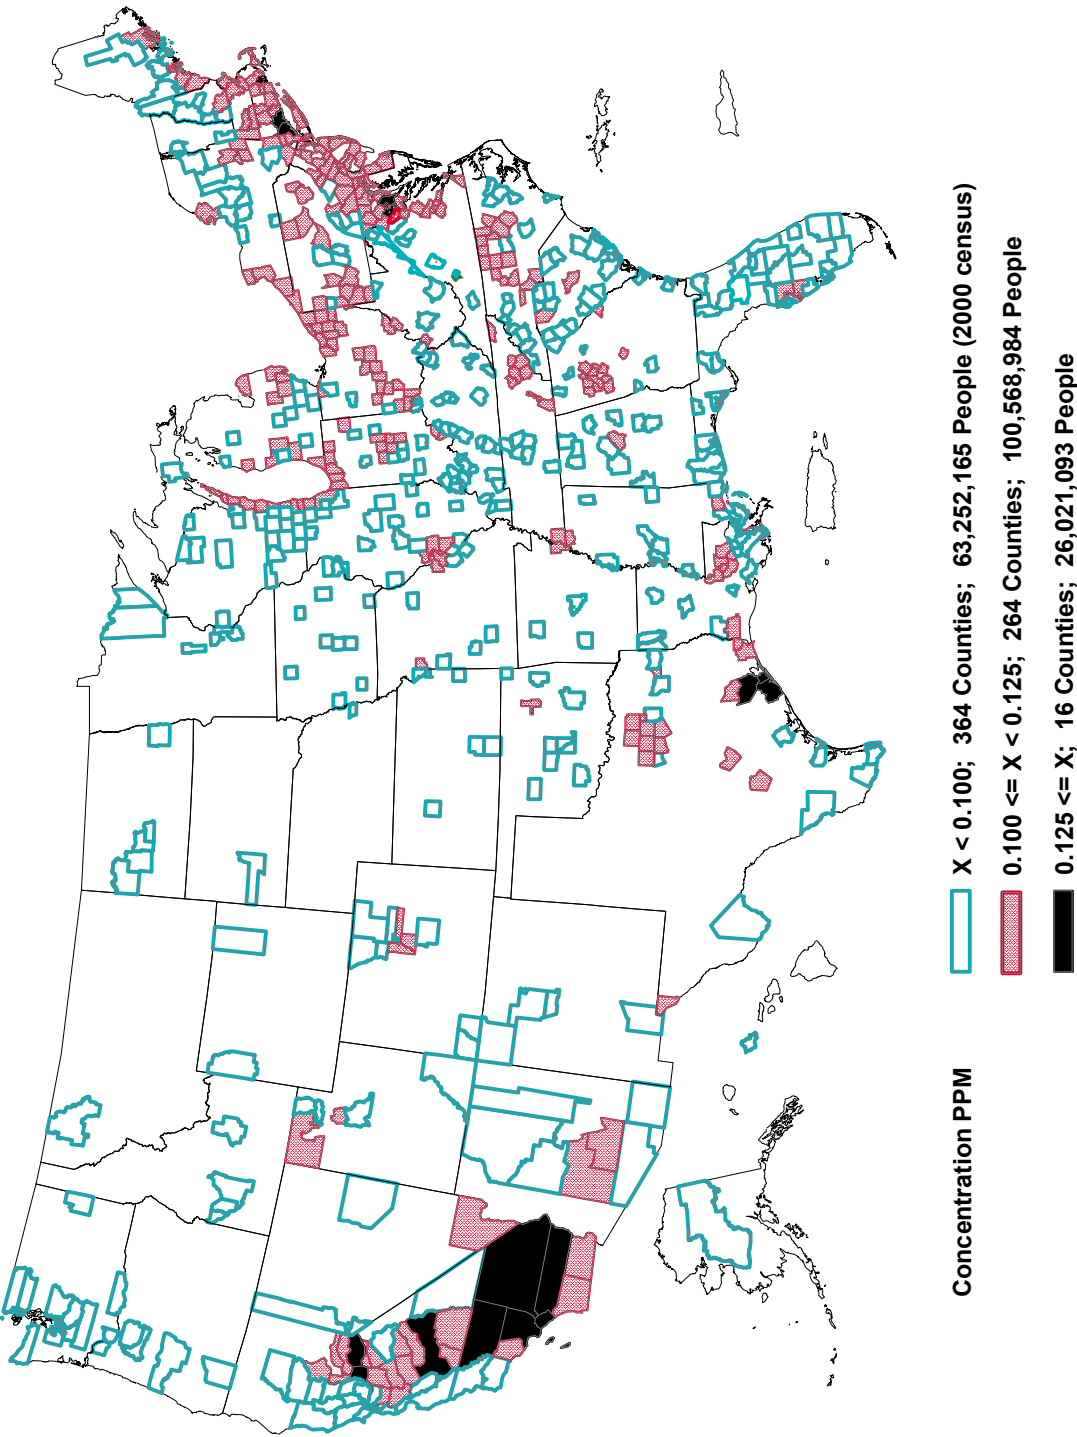 Concentration PPM
X < 0.100; 364 Counties; 63,252,165 People (2000 census)
0.100 <= X < 0.125; 264 Counties; 100,568,984 People
0.125 <= X; 16 Counties; 26,021,093 People